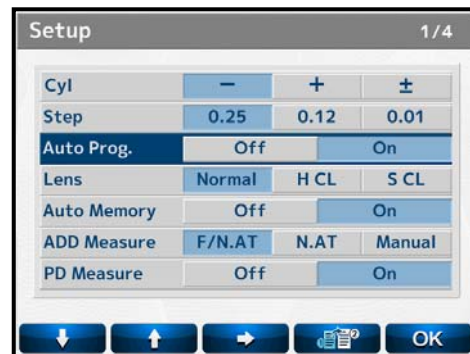 Setup 1/4
Cyl − + ±
Step 0.25 0.12 0.01
Auto Prog. Off On
Lens Normal H CL S CL
Auto Memory Off On
ADD Measure F/N.AT N.AT Manual
PD Measure Off On
2 OK